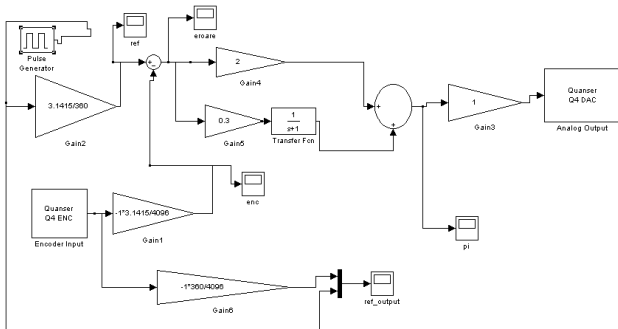 Pulse
Generator
ref
eroare
3.1415/360
Gain2
+
-
2
Gain4
0.3
Gain5
1
s+1
Transfer Fcn
+
+
1
Gain3
Quanser
Q4 DAC
Analog Output
Quanser
Q4 ENC
Encoder Input
-1*3.1415/4096
Gain1
enc
pi
-1*360/4096
Gain6
ref_output